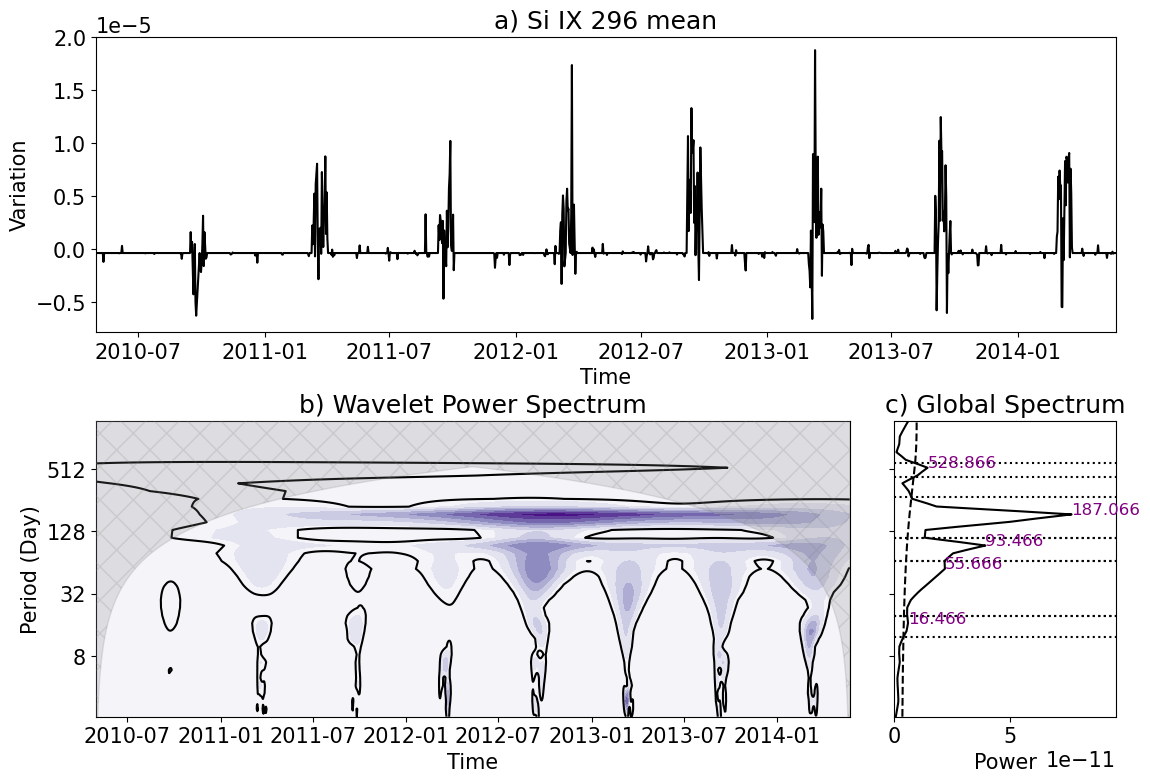 a) Si IX 296 mean
1e−5
2.0
1.5
1.0
0.5
0.0
−0.5
Variation
2010-07 2011-01 2011-07 2012-01 2012-07 2013-01 2013-07 2014-01
Time
b) Wavelet Power Spectrum
512
128
32
8
Period (Day)
2010-07 2011-01 2011-07 2012-01 2012-07 2013-01 2013-07 2014-01
Time
c) Global Spectrum
528.866
187.066
93.466
55.666
16.466
0 5
Power 1e−11